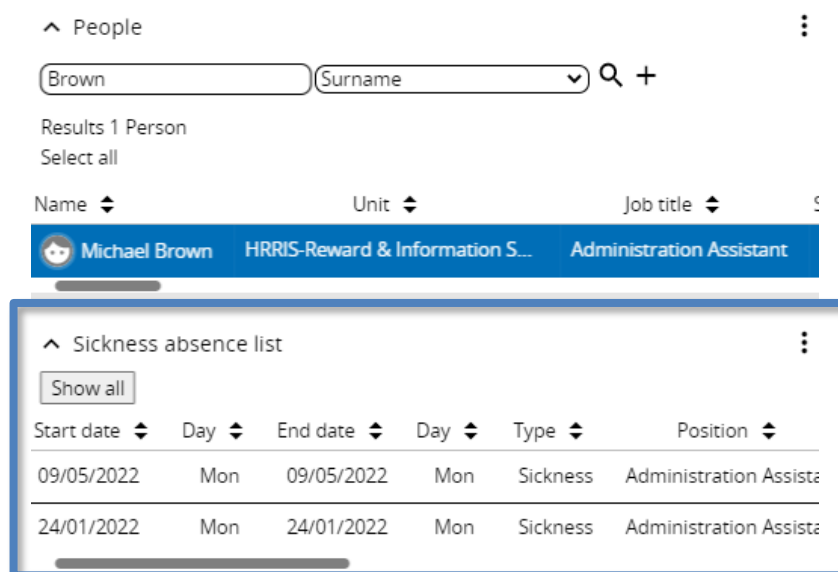 People
Brown Surname
Results 1 Person
Select all
Name Unit Job title S
Michael Brown HRRIS-Reward & Information S... Administration Assistant
Sickness absence list
Show all
Start date Day End date Day Type Position
09/05/2022 Mon 09/05/2022 Mon Sickness Administration Assista
24/01/2022 Mon 24/01/2022 Mon Sickness Administration Assista